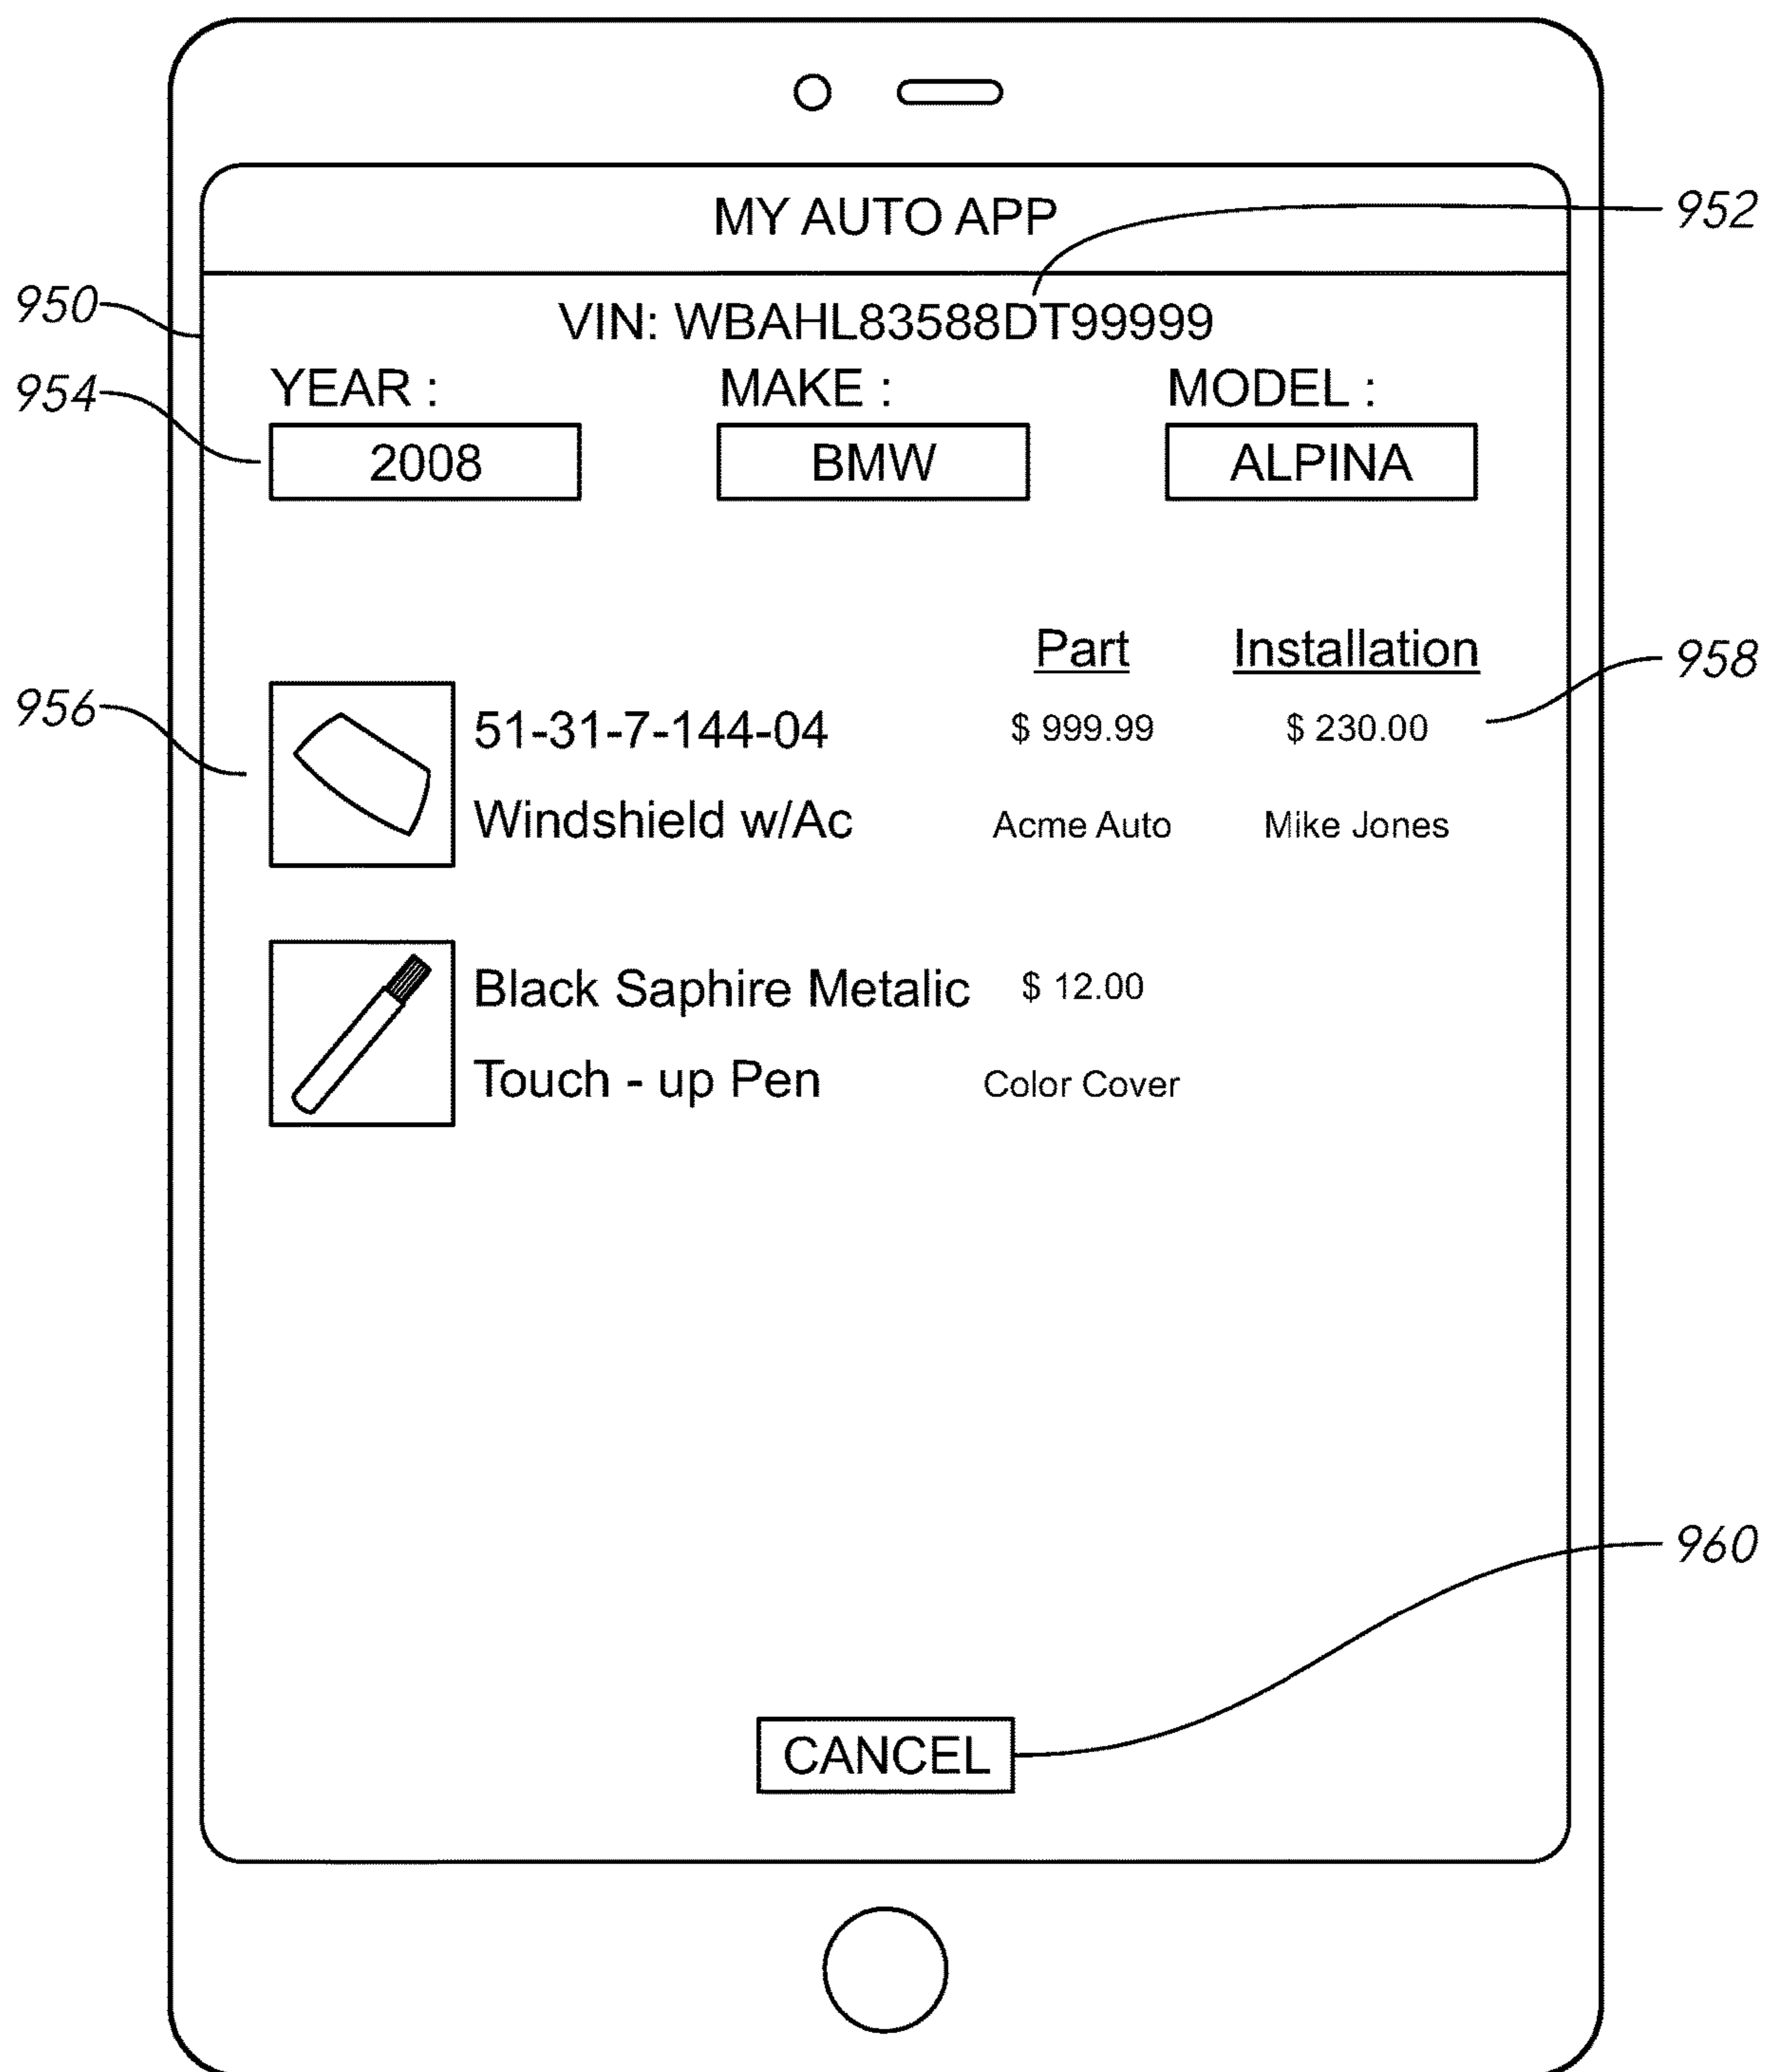 MY AUTO APP
952
950
VIN: WBAHL83588DT99999
954
YEAR : MAKE : MODEL :
2008 BMW ALPINA
Part Installation
958
956
51-31-7-144-04 $ 999.99 $ 230.00
Windshield w/Ac Acme Auto Mike Jones
Black Saphire Metalic $ 12.00
Touch - up Pen Color Cover
960
CANCEL